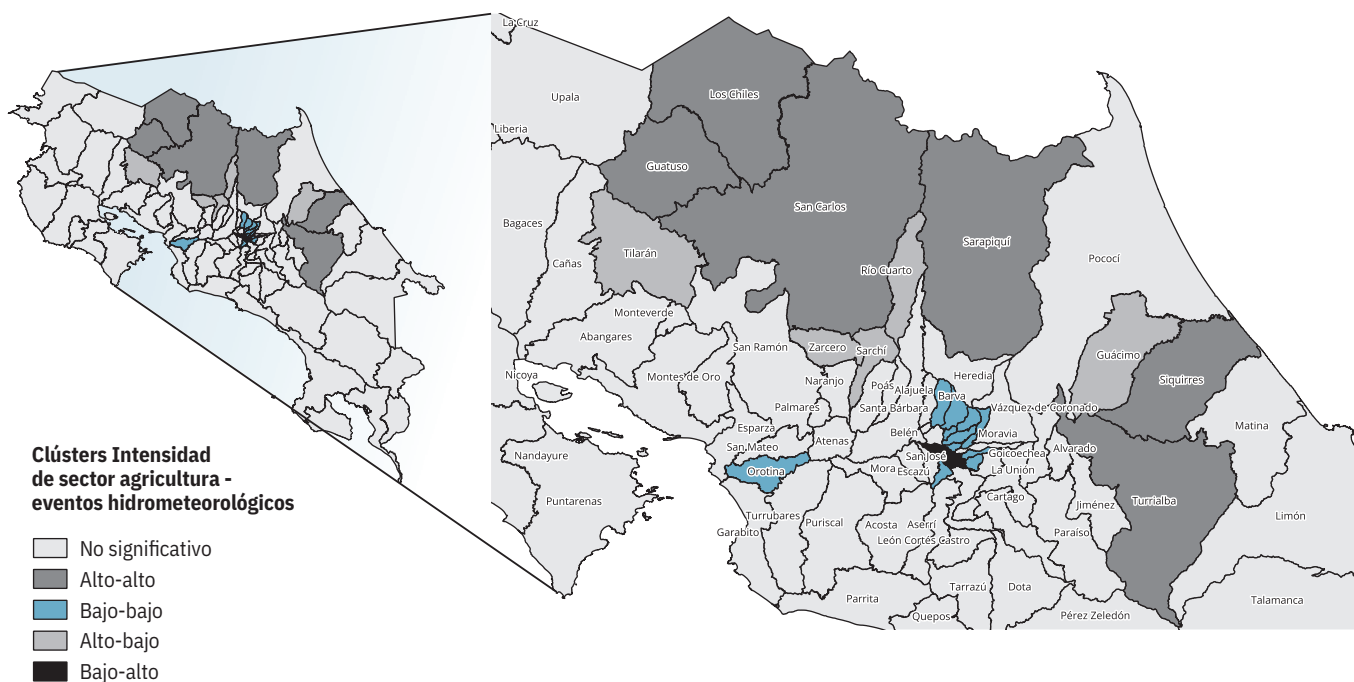 La Cruz
Upala
Los Chiles
Liberia
Guatuso
San Carlos
Bagaces
Tilarán
Cañas
Río Cuarto
Sarapiquí
Pococí
Monteverde
Abangares
San Ramón
Zarcero
Sarchí
Guácimo
Siquirres
Nicoya
Montes de Oro
Naranjo
Poás
Alajuela
Heredia
Barva
Palmares
Santa Bárbara
Vázquez de Coronado
Esparza
Belén
Moravia
Matina
San Mateo
Atenas
Nandayure
Orotina
Mora
San José
Escazú
Goicoechea
La Unión
Alvarado
Puntarenas
Cartago
Jiménez
Turrialba
Turrubares
Garabito
Puriscal
Acosta
Aserrí
León Cortés Castro
Paraíso
Limón
Parrita
Tarrazú
Dota
Quepos
Pérez Zeledón
Talamanca
Clústers Intensidad
de sector agricultura -
eventos hidrometeorológicos
No significativo
Alto-alto
Bajo-bajo
Alto-bajo
Bajo-alto